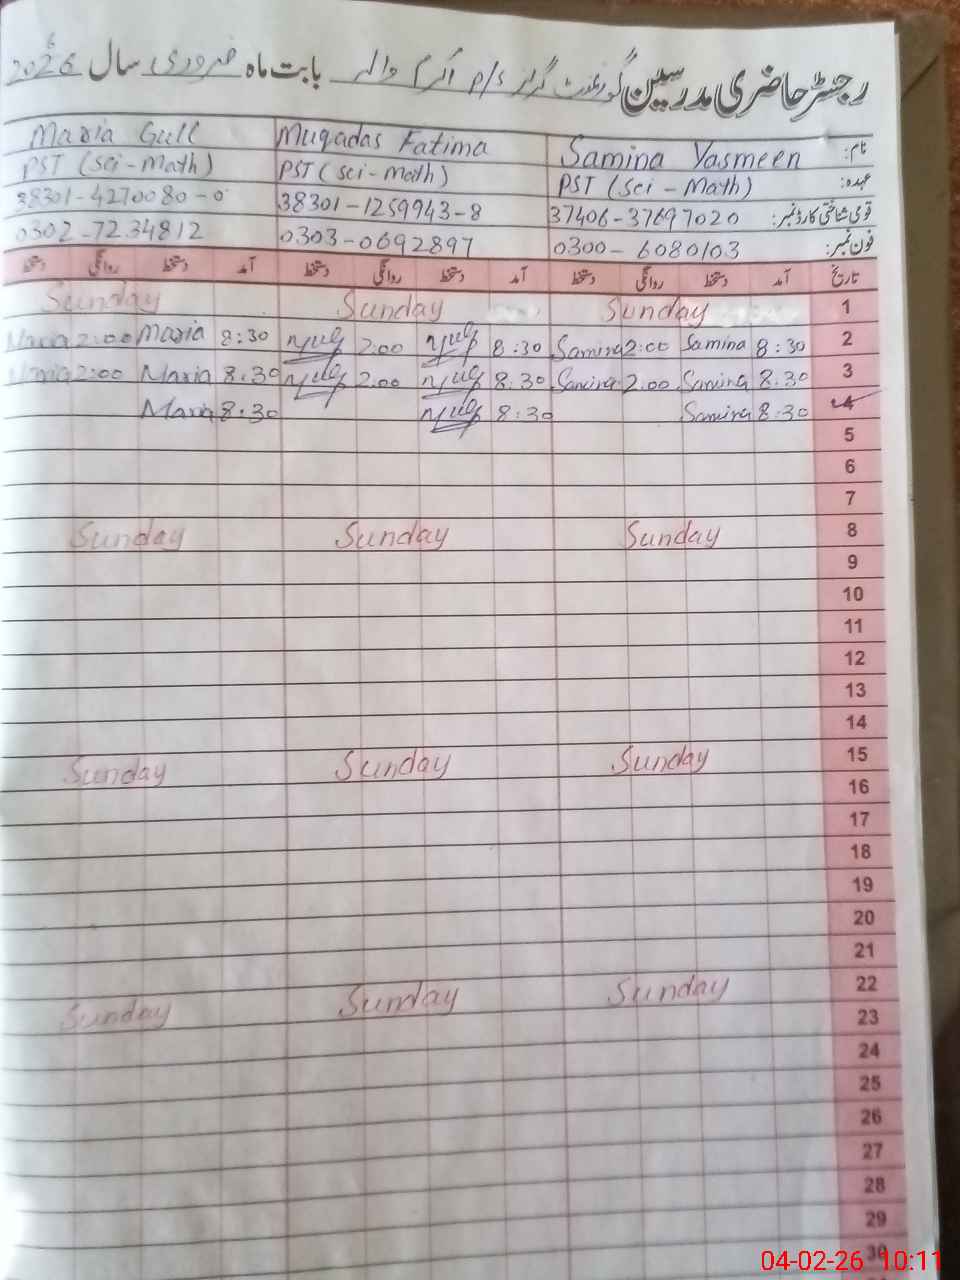 رجسٹر حاضری مدرسین گورنمنٹ گرلز P/S اکرم والہ بابت ماہ فروری سال 2026
نام: Samina Yasmeen Muqadas Fatima Maria Gull
عہدہ: PST (Sci - Math) PST (Sci - Math) PST (Sci - Math)
قومی شناختی کارڈ نمبر: 37406-37697020 38301-1259943-8 38301-4270080-0
فون نمبر: 0300-6080103 0303-0692897 0302-7234812
تاریخ آمد دستخط روانگی دستخط آمد دستخط روانگی دستخط آمد دستخط روانگی دستخط
1 Sunday Sunday Sunday
2 8:30 Samina 2:00 Samina 8:30 Muq 2:00 Muq 8:30 Maria 2:00 Maria
3 8:30 Samina 2:00 Samina 8:30 Muq 2:00 Muq 8:30 Maria 2:00 Maria
4 8:30 Samina 8:30 Muq 8:30 Maria
5
6
7
8 Sunday Sunday Sunday
9
10
11
12
13
14
15 Sunday Sunday Sunday
16
17
18
19
20
21
22 Sunday Sunday Sunday
23
24
25
26
27
28
29
30
04-02-26 10:11